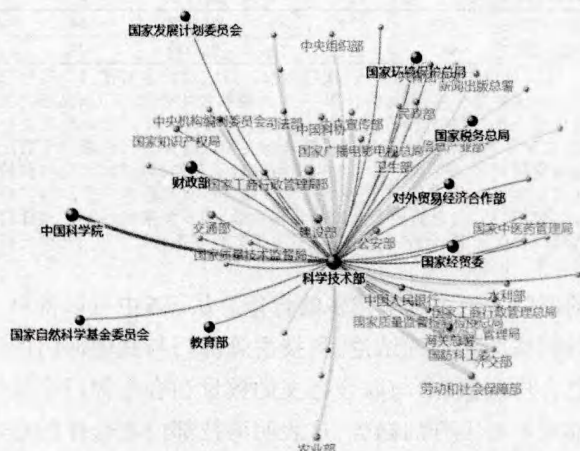 国家发展计划委员会
中央组织部
国家环境保护总局
新闻出版总署
民政部
中央机构编制委员会
司法部
中国科协
中央宣传部
国家税务总局
国家知识产权局
国家广播电影电视总局
信息产业部
卫生部
财政部
国家工商行政管理局
对外贸易经济合作部
中国科学院
交通部
建设部
公安部
国家中医药管理局
国家质量技术监督局
国家经贸委
科学技术部
中国人民银行
水利部
国家工商行政管理总局
国家自然科学基金委员会
教育部
海关总署
管理局
国防科工委
外交部
劳动和社会保障部
农业部